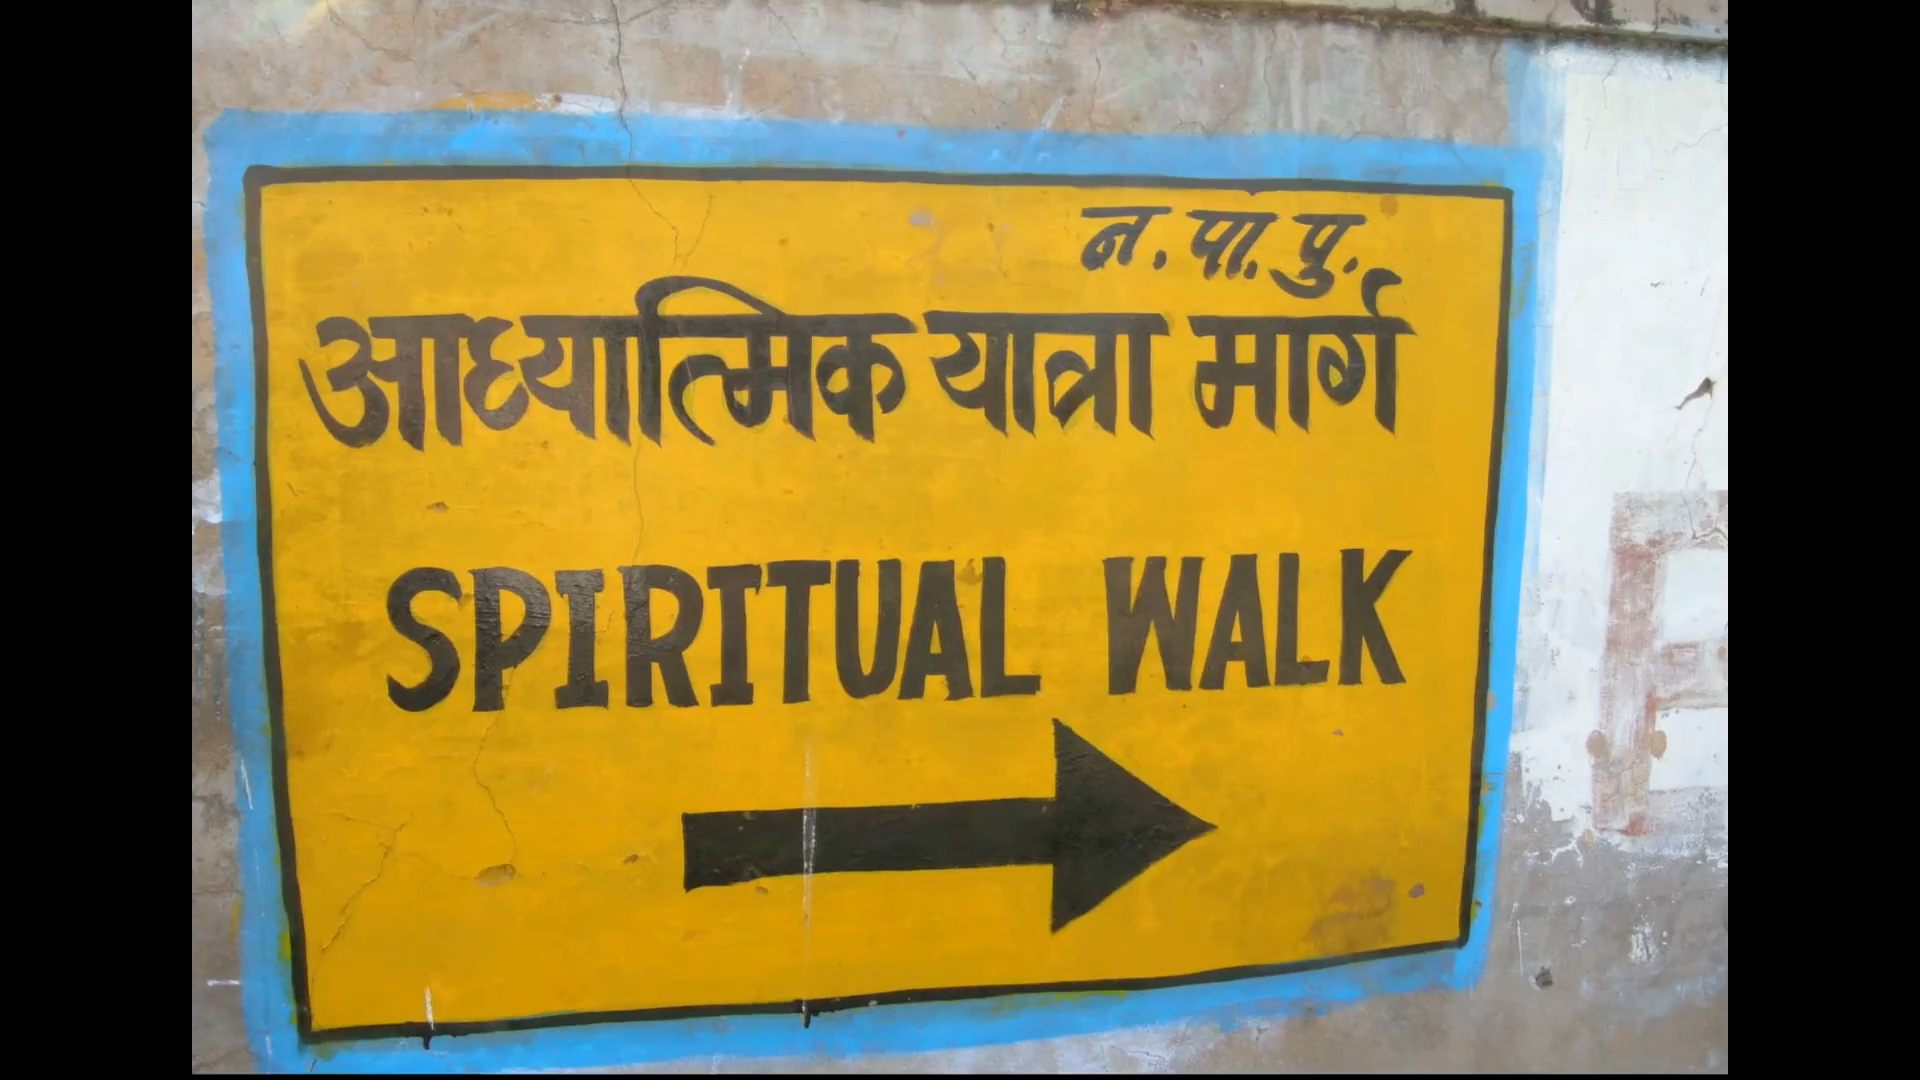 न. पा. पु.
आध्यात्मिक यात्रा मार्ग
SPIRITUAL WALK